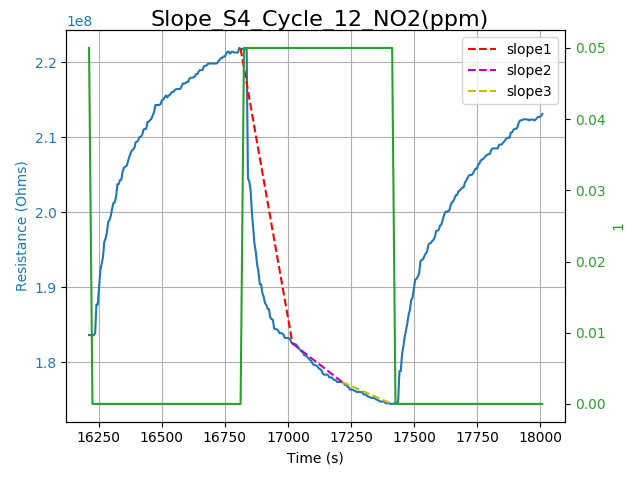 Slope_S4_Cycle_12_NO2(ppm)
1e8
slope1
slope2
slope3
2.2
2.1
2.0
1.9
1.8
Resistance (Ohms)
0.05
0.04
0.03
0.02
0.01
0.00
1
16250 16500 16750 17000 17250 17500 17750 18000
Time (s)